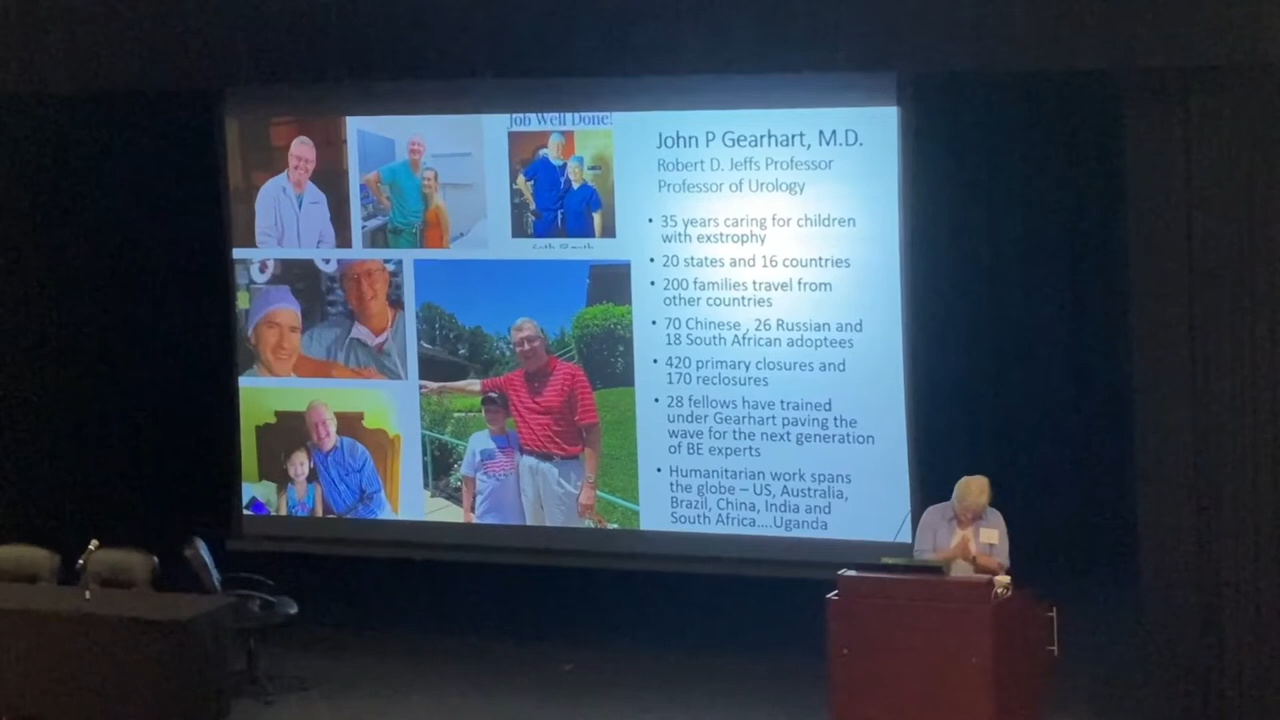 Job Well Done!
John P Gearhart, M.D.
Robert D. Jeffs Professor
Professor of Urology
• 35 years caring for children
with exstrophy
• 20 states and 16 countries
• 200 families travel from
other countries
• 70 Chinese , 26 Russian and
18 South African adoptees
• 420 primary closures and
170 reclosures
• 28 fellows have trained
under Gearhart paving the
wave for the next generation
of BE experts
• Humanitarian work spans
the globe – US, Australia,
Brazil, China, India and
South Africa....Uganda